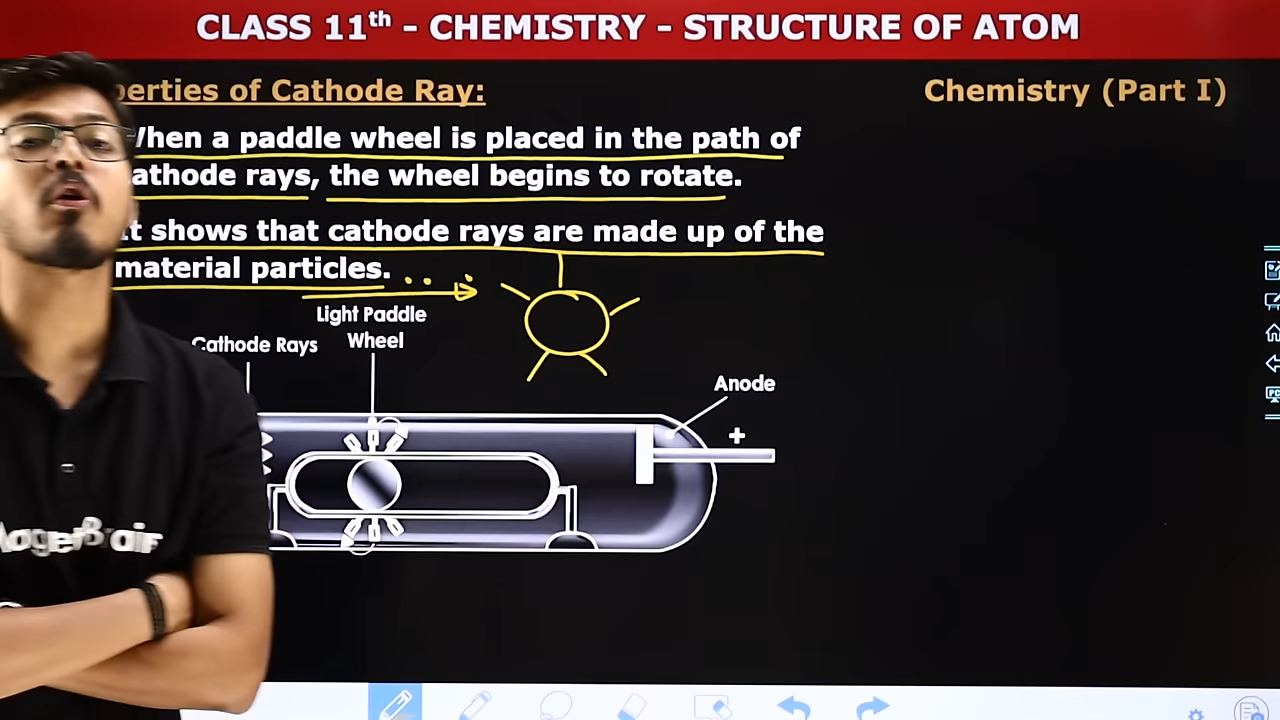 CLASS 11th - CHEMISTRY - STRUCTURE OF ATOM
perties of Cathode Ray:
Chemistry (Part I)
When a paddle wheel is placed in the path of
cathode rays, the wheel begins to rotate.
It shows that cathode rays are made up of the
material particles.
Light Paddle
Wheel
Cathode Rays
Anode
+